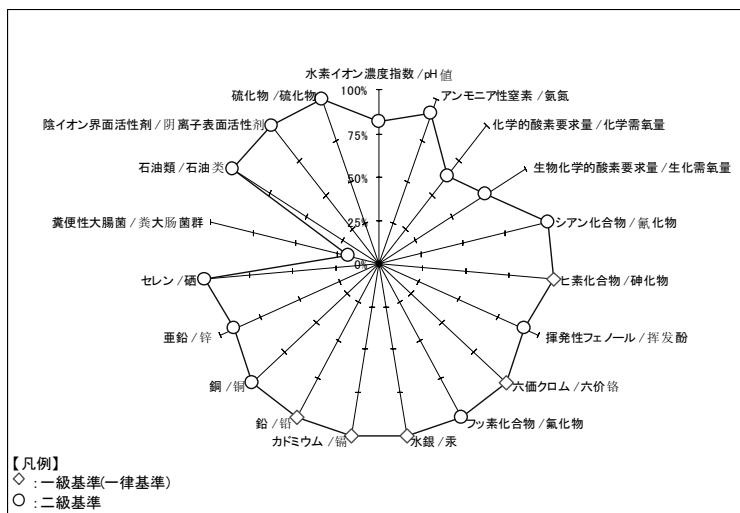 水素イオン濃度指数/pH值
硫化物/硫化物
アンモニア性窒素/氨氮
陰イオン界面活性剤/阴离子表面活性剂
化学的酸素要求量/化学需氧量
石油類/石油类
生物化学的酸素要求量/生化需氧量
糞便性大腸菌/粪大肠菌群
シアン化合物/氰化物
セレン/硒
ヒ素化合物/砷化物
亜鉛/锌
揮発性フェノール/挥发酚
銅/铜
六価クロム/六价铬
鉛/铅
フッ素化合物/氟化物
カドミウム/镉
水銀/汞
100%
75%
50%
25%
0%
【凡例】
◇:一級基準(一律基準)
○:二級基準